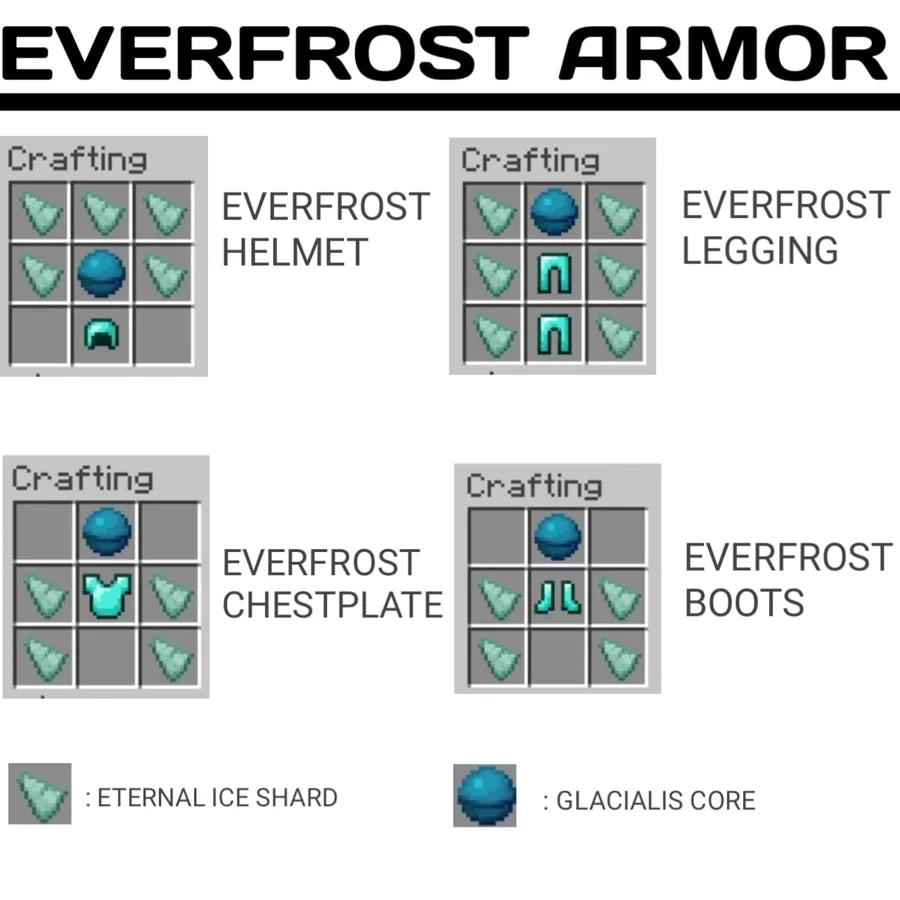 EVERFROST ARMOR
Crafting
EVERFROST
HELMET
Crafting
EVERFROST
LEGGING
Crafting
EVERFROST
CHESTPLATE
Crafting
EVERFROST
BOOTS
: ETERNAL ICE SHARD
: GLACIALIS CORE